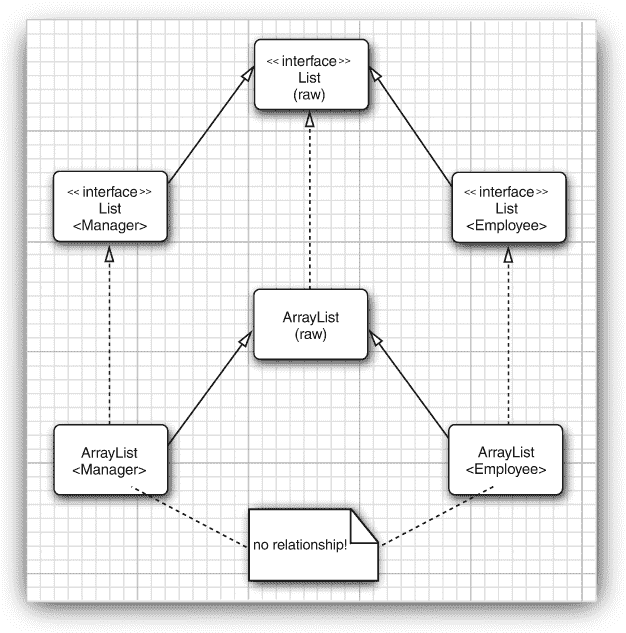 << interface >>
List
(raw)
<< interface >>
List
<Manager>
<< interface >>
List
<Employee>
ArrayList
(raw)
ArrayList
<Manager>
ArrayList
<Employee>
no relationship!